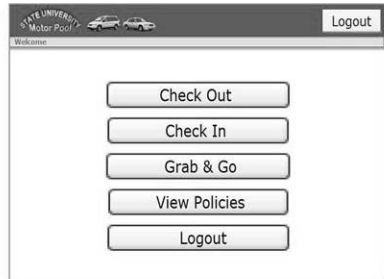 STATE UNIVERSITY
Motor Pool
Logout
Welcome
Check Out
Check In
Grab & Go
View Policies
Logout